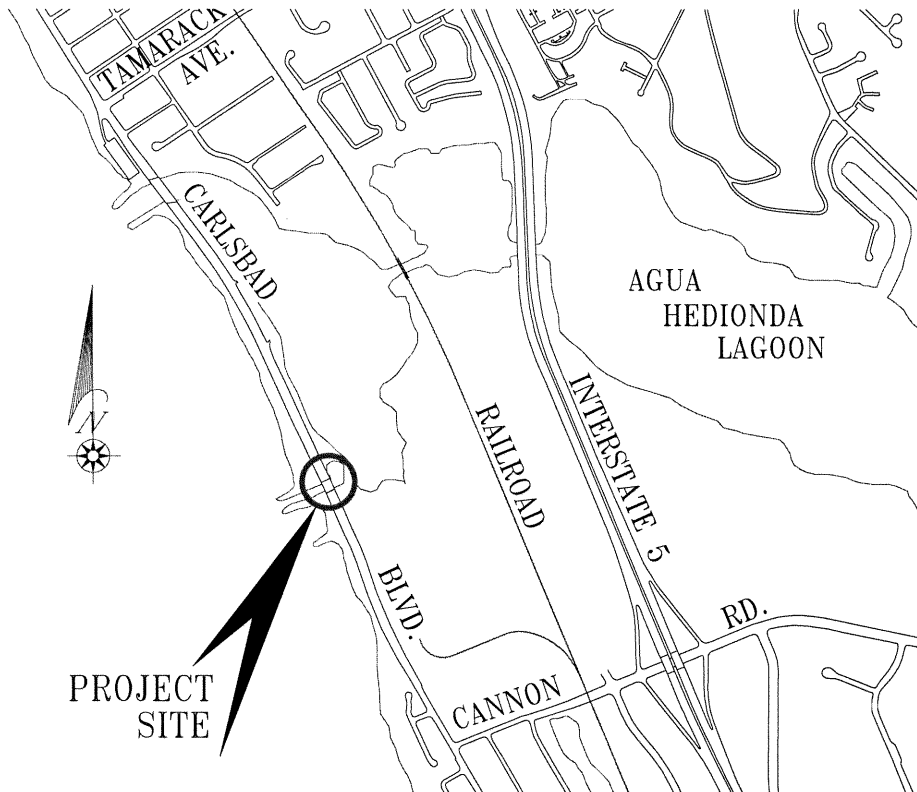 TAMARACK
AVE.
CARLSBAD
AGUA
HEDIONDA
LAGOON
N
RAILROAD
INTERSTATE 5
BLVD.
RD.
PROJECT
SITE
CANNON